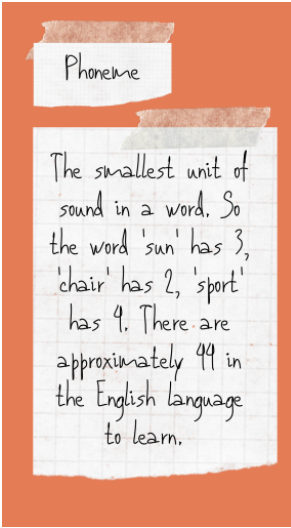 Phoneme
The smallest unit of
sound in a word. So
the word 'sun' has 3,
'chair' has 2, 'sport'
has 4. There are
approximately 44 in
the English language
to learn.